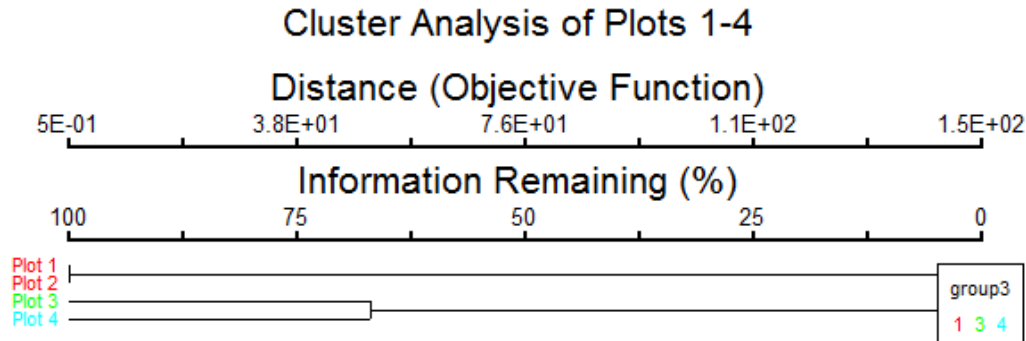 Cluster Analysis of Plots 1-4
Distance (Objective Function)
5E-01 3.8E+01 7.6E+01 1.1E+02 1.5E+02
Information Remaining (%)
100 75 50 25 0
Plot 1
Plot 2
Plot 3
Plot 4
group3
1 3 4